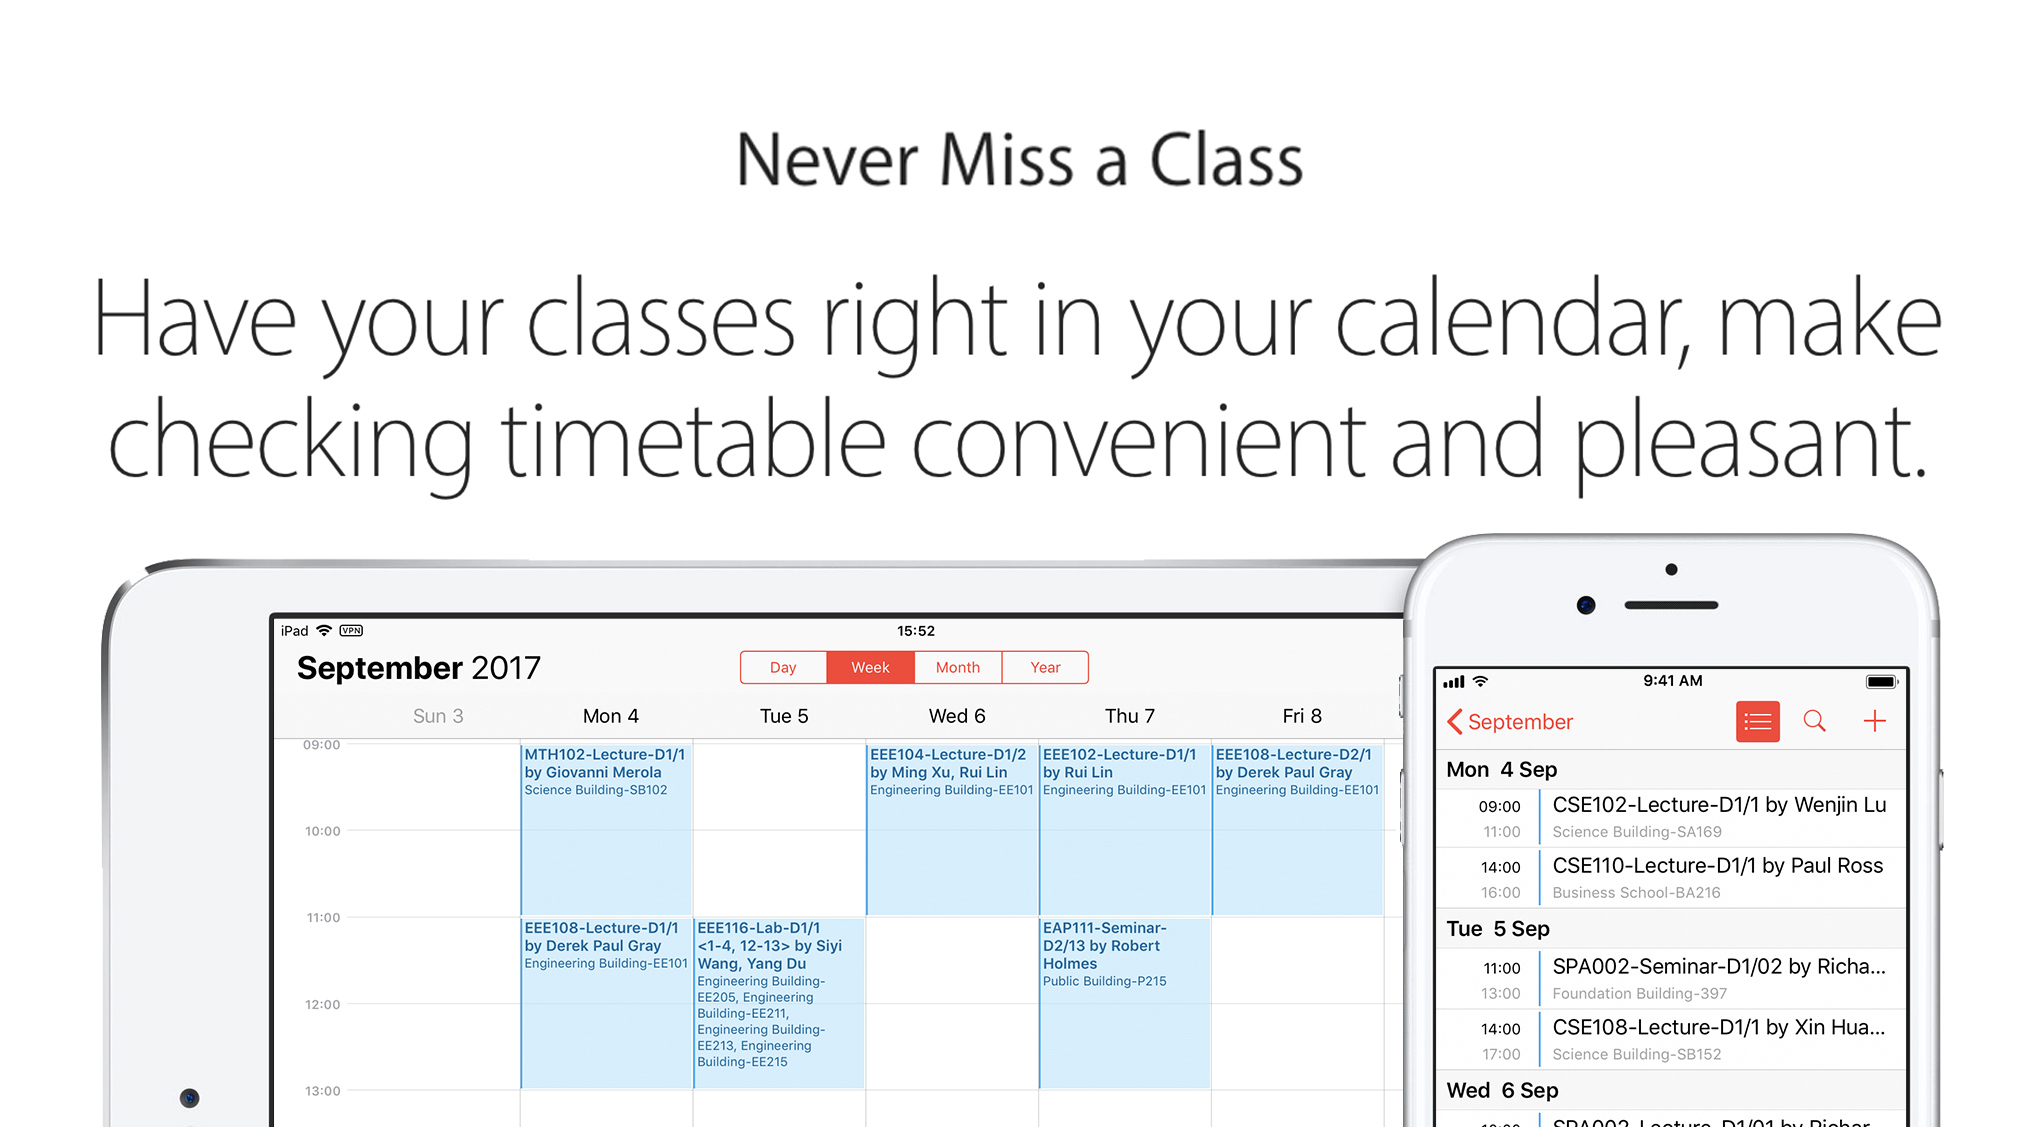 Never Miss a Class
Have your classes right in your calendar, make
checking timetable convenient and pleasant.
iPad VPN 15:52
September 2017
Day Week Month Year
Sun 3 Mon 4 Tue 5 Wed 6 Thu 7 Fri 8
09:00
MTH102-Lecture-D1/1
by Giovanni Merola
Science Building-SB102
EEE104-Lecture-D1/2
by Ming Xu, Rui Lin
Engineering Building-EE101
EEE102-Lecture-D1/1
by Rui Lin
Engineering Building-EE101
EEE108-Lecture-D2/1
by Derek Paul Gray
Engineering Building-EE101
10:00
11:00
EEE108-Lecture-D1/1
by Derek Paul Gray
Engineering Building-EE101
EEE116-Lab-D1/1
<1-4, 12-13> by Siyi
Wang, Yang Du
Engineering Building-
EE205, Engineering
Building-EE211,
Engineering Building-
EE213, Engineering
Building-EE215
EAP111-Seminar-
D2/13 by Robert
Holmes
Public Building-P215
12:00
13:00
9:41 AM
September
Mon 4 Sep
09:00 CSE102-Lecture-D1/1 by Wenjin Lu
11:00 Science Building-SA169
14:00 CSE110-Lecture-D1/1 by Paul Ross
16:00 Business School-BA216
Tue 5 Sep
11:00 SPA002-Seminar-D1/02 by Richa...
13:00 Foundation Building-397
14:00 CSE108-Lecture-D1/1 by Xin Hua...
17:00 Science Building-SB152
Wed 6 Sep
SPA002-Lecture-D1/01 by Richar